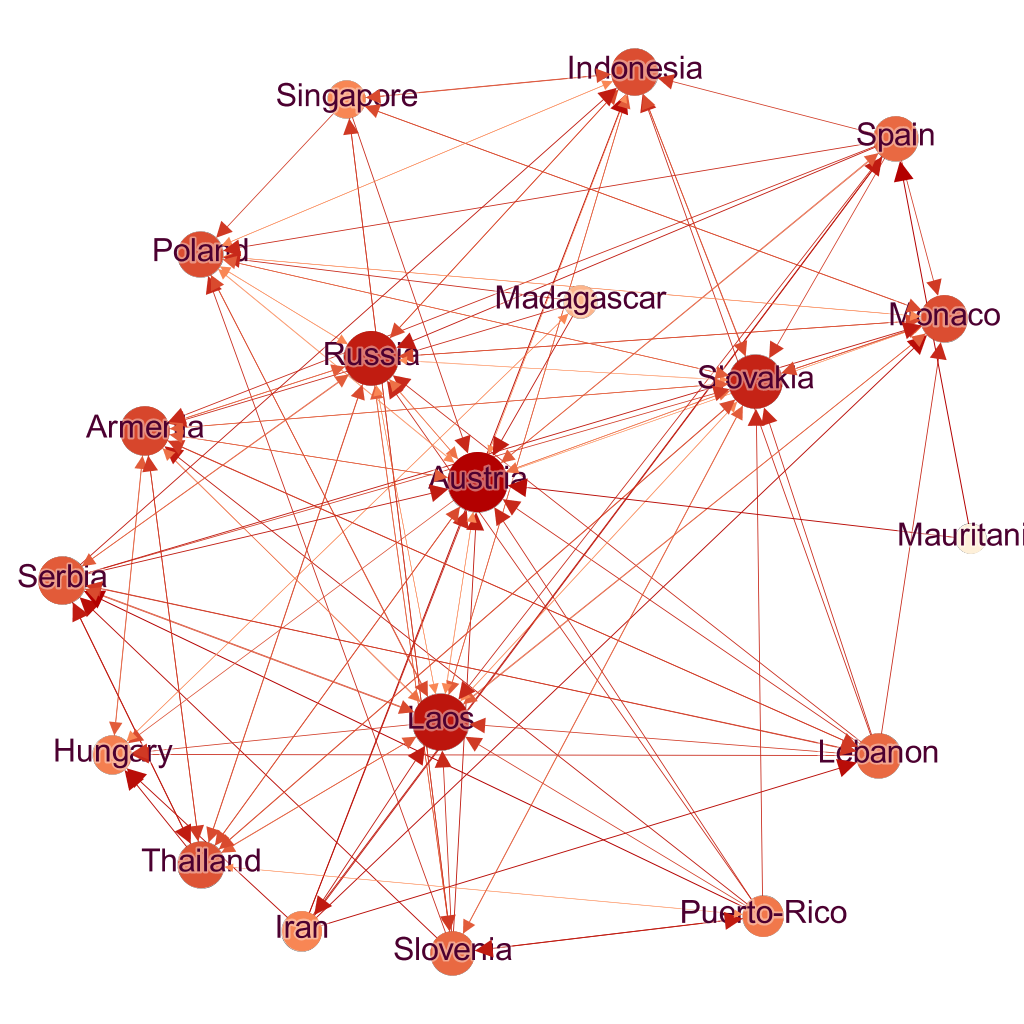 Indonesia
Singapore
Spain
Poland
Madagascar
Monaco
Russia
Slovakia
Armenia
Austria
Mauritani
Serbia
Laos
Hungary
Lebanon
Thailand
Puerto-Rico
Iran
Slovenia